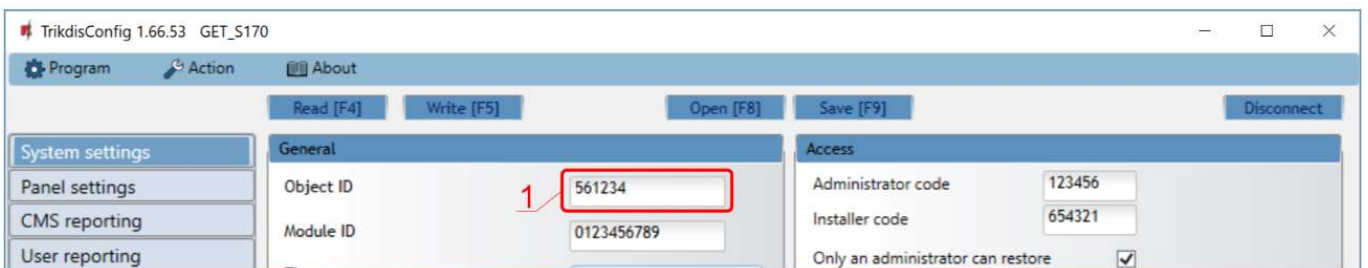 TrikdisConfig 1.66.53 GET_S170
Program Action About
Read [F4] Write [F5] Open [F8] Save [F9] Disconnect
System settings
Panel settings
CMS reporting
User reporting
General
Object ID 1 561234
Module ID 0123456789
Access
Administrator code 123456
Installer code 654321
Only an administrator can restore